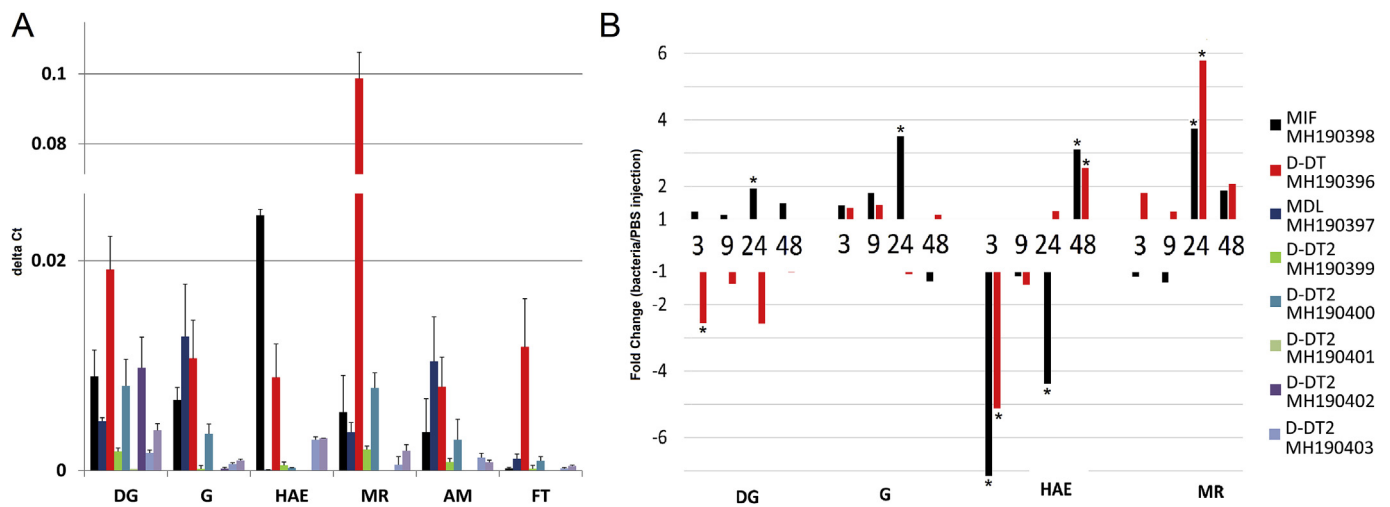 A
delta Ct
0.1
0.08
0.02
0
DG G HAE MR AM FT
B
Fold Change (bacteria/PBS injection)
6
4
2
1
-1
-2
-4
-6
* * * * * *
3 9 24 48 3 9 24 48 3 9 24 48 3 9 24 48
* * * *
DG G HAE MR
MIF
MH190398
D-DT
MH190396
MDL
MH190397
D-DT2
MH190399
D-DT2
MH190400
D-DT2
MH190401
D-DT2
MH190402
D-DT2
MH190403